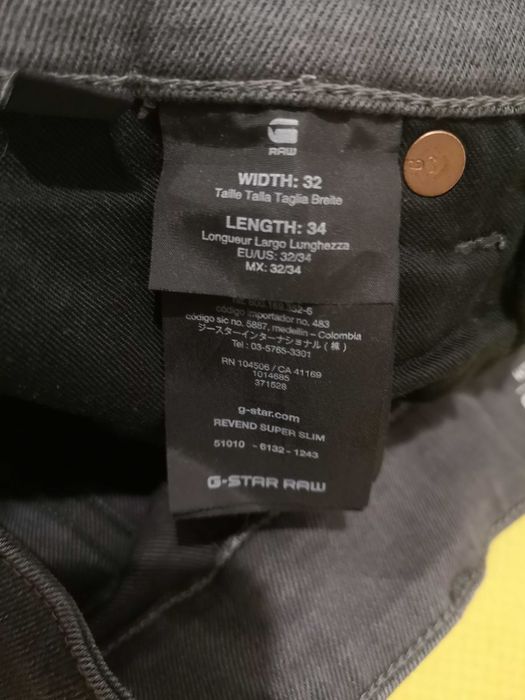 RAW
WIDTH: 32
Taille Talla Taglia Breite
LENGTH: 34
Longueur Largo Lunghezza
EU/US: 32/34
MX: 32/34
código importador no. 483
código sic no. 5887, medellin – Colombia
ジースターインターナショナル(株)
Tel : 03-5765-3301
RN 104506 / CA 41169
1014685
371528
g-star.com
REVEND SUPER SLIM
51010 - 6132 - 1243
G-STAR RAW